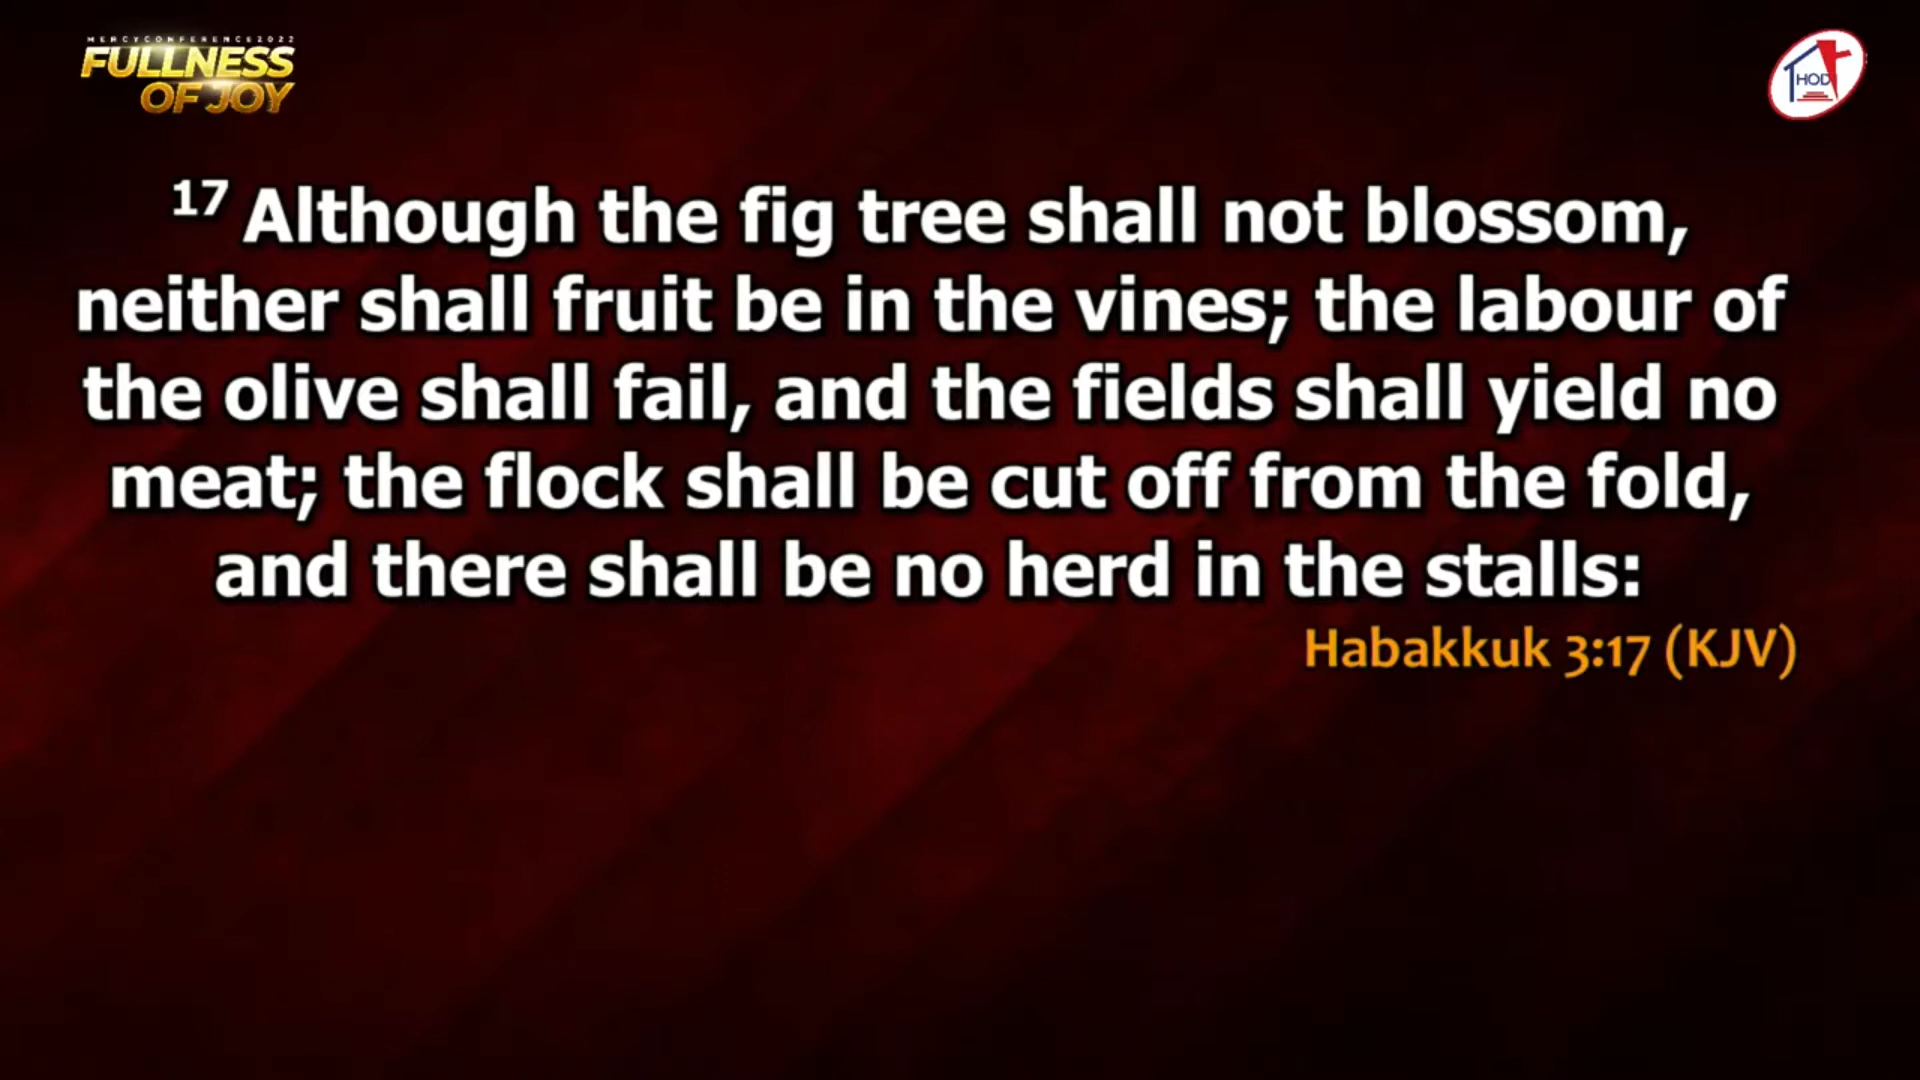 MERCYCONFERENCE2022
FULLNESS
OF JOY
HOD
17 Although the fig tree shall not blossom,
neither shall fruit be in the vines; the labour of
the olive shall fail, and the fields shall yield no
meat; the flock shall be cut off from the fold,
and there shall be no herd in the stalls:
Habakkuk 3:17 (KJV)